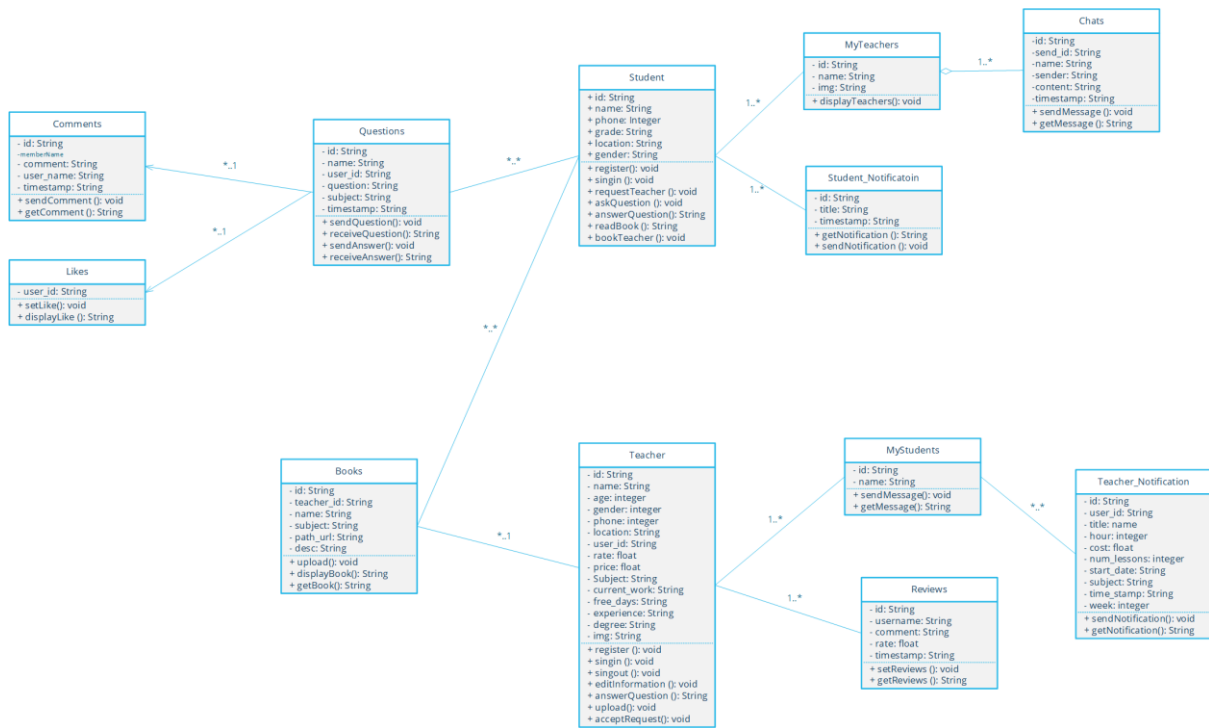 Chats
-id: String
-send_id: String
-name: String
-sender: String
-content: String
-timestamp: String
+ sendMessage (): void
+ getMessage (): String
1..*
MyTeachers
- id: String
- name: String
- img: String
+ displayTeachers(): void
1..*
Student
+ id: String
+ name: String
+ phone: Integer
+ grade: String
+ location: String
+ gender: String
+ register(): void
+ singin (): void
+ requestTeacher (): void
+ askQuestion (): void
+ answerQuestion(): String
+ readBook (): String
+ bookTeacher (): void
1..*
Student_Notificatoin
- id: String
- title: String
- timestamp: String
+ getNotification (): String
+ sendNotification (): void
Comments
- id: String
-memberName
- comment: String
- user_name: String
- timestamp: String
+ sendComment (): void
+ getComment (): String
*..1
Questions
- id: String
- name: String
- user_id: String
- question: String
- subject: String
- timestamp: String
+ sendQuestion(): void
+ receiveQuestion(): String
+ sendAnswer(): void
+ receiveAnswer(): String
*..*
*..1
Likes
- user_id: String
+ setLike(): void
+ displayLike (): String
*..*
Books
- id: String
- teacher_id: String
- name: String
- subject: String
- path_url: String
- desc: String
+ upload(): void
+ displayBook(): String
+ getBook(): String
*..1
Teacher
- id: String
- name: String
- age: integer
- gender: integer
- phone: integer
- location: String
- user_id: String
- rate: float
- price: float
- Subject: String
- current_work: String
- free_days: String
- experience: String
- degree: String
- img: String
+ register (): void
+ singin (): void
+ singout (): void
+ editInformation (): void
+ answerQuestion (): String
+ upload(): void
+ acceptRequest(): void
1..*
MyStudents
- id: String
- name: String
+ sendMessage(): void
+ getMessage(): String
*..*
Teacher_Notification
- id: String
- user_id: String
- title: name
- hour: integer
- cost: float
- num_lessons: integer
- start_date: String
- subject: String
- time_stamp: String
- week: integer
+ sendNotification(): void
+ getNotification(): String
1..*
Reviews
- id: String
- username: String
- comment: String
- rate: float
- timestamp: String
+ setReviews (): void
+ getReviews (): String